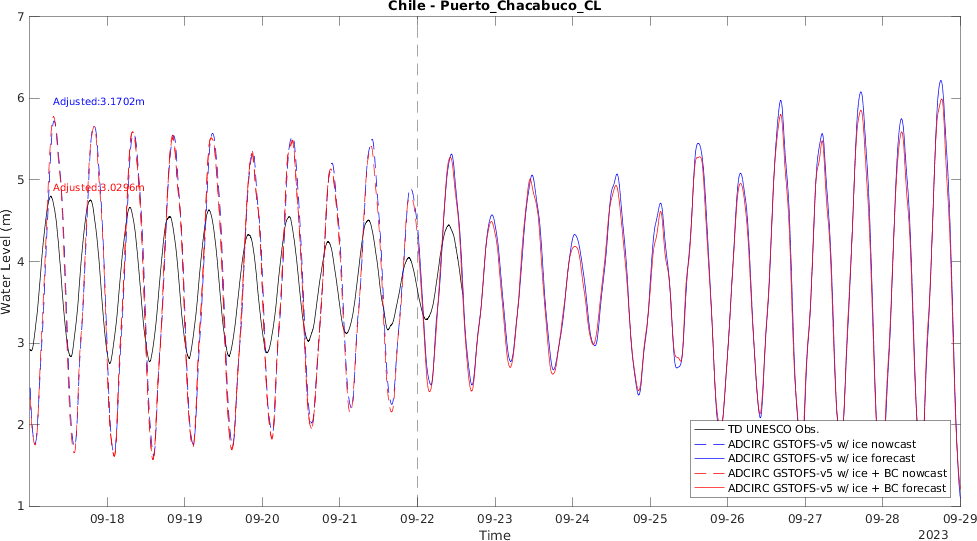 Chile - Puerto_Chacabuco_CL
7
6
5
4
3
2
1
Water Level (m)
Adjusted:3.1702m
Adjusted:3.0296m
TD UNESCO Obs.
ADCIRC GSTOFS-v5 w/ ice nowcast
ADCIRC GSTOFS-v5 w/ ice forecast
ADCIRC GSTOFS-v5 w/ ice + BC nowcast
ADCIRC GSTOFS-v5 w/ ice + BC forecast
09-18 09-19 09-20 09-21 09-22 09-23 09-24 09-25 09-26 09-27 09-28 09-29
Time
2023